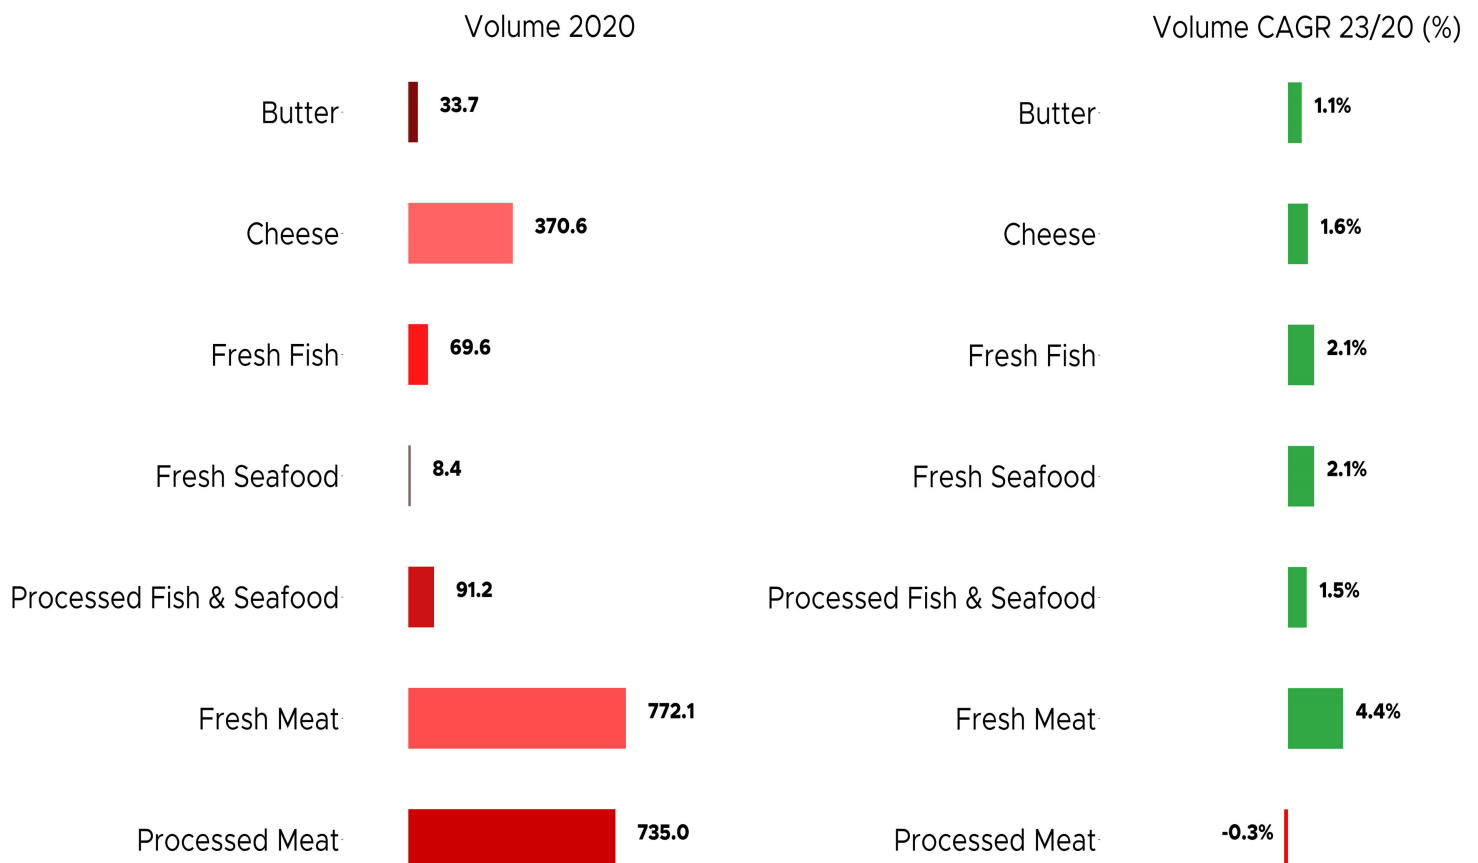 Volume 2020
Butter 33.7
Cheese 370.6
Fresh Fish 69.6
Fresh Seafood 8.4
Processed Fish & Seafood 91.2
Fresh Meat 772.1
Processed Meat 735.0
Volume CAGR 23/20 (%)
Butter 1.1%
Cheese 1.6%
Fresh Fish 2.1%
Fresh Seafood 2.1%
Processed Fish & Seafood 1.5%
Fresh Meat 4.4%
Processed Meat -0.3%